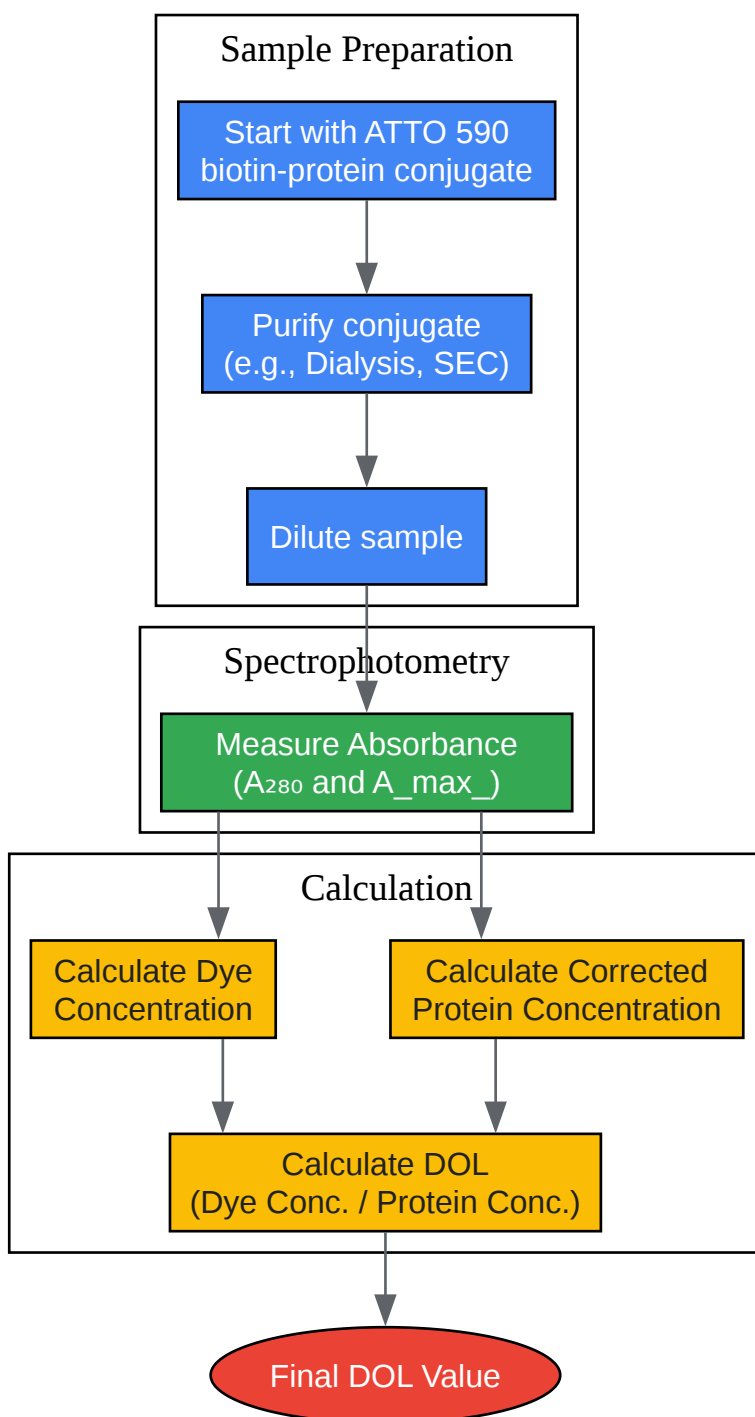 Sample Preparation
Start with ATTO 590
biotin-protein conjugate
Purify conjugate
(e.g., Dialysis, SEC)
Dilute sample
Spectrophotometry
Measure Absorbance
(A₂₈₀ and A_max_)
Calculation
Calculate Dye
Concentration
Calculate Corrected
Protein Concentration
Calculate DOL
(Dye Conc. / Protein Conc.)
Final DOL Value